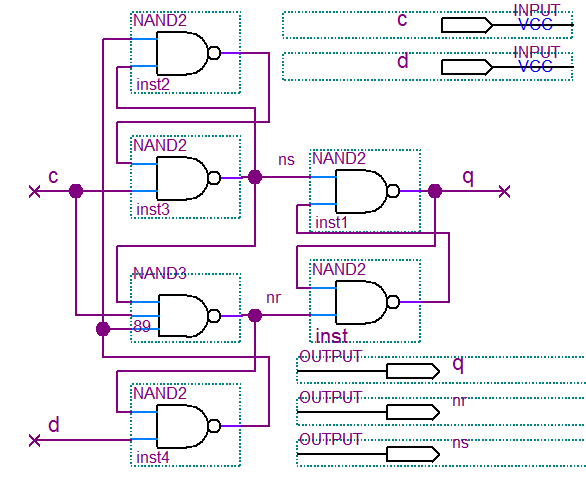 NAND2
inst2
c
INPUT
VCC
d
INPUT
VCC
NAND2
inst3
c
ns
NAND2
inst1
q
NAND3
89
nr
NAND2
inst
NAND2
inst4
d
OUTPUT
q
OUTPUT
nr
OUTPUT
ns